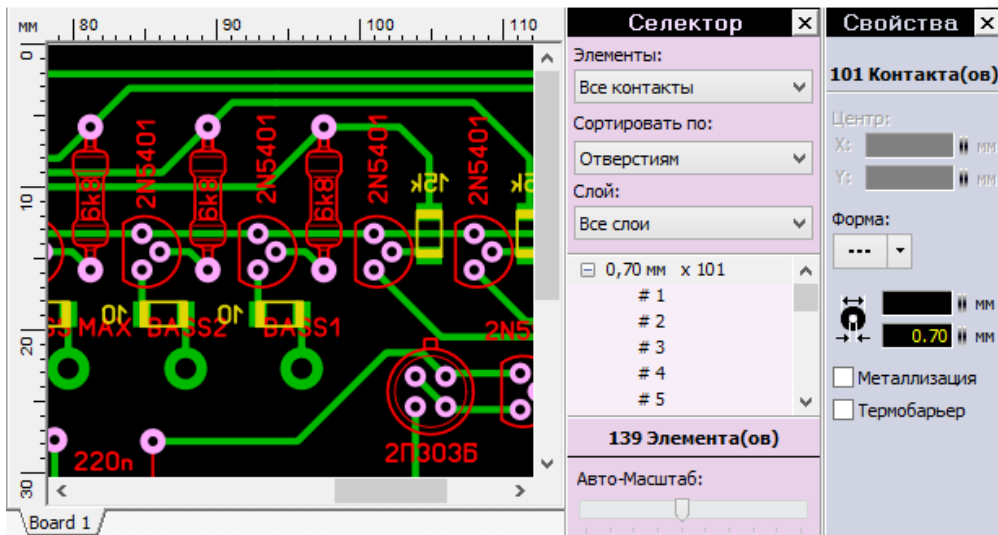 мм
80
90
100
110
0
10
20
30
2N5401
2N5401
2N5401
2N5401
6k8
6k8
6k8
15k
15k
10
10
MAX
BASS2
BASS1
2N5
220n
2П303Б
Board 1
Селектор
Элементы:
Все контакты
Сортировать по:
Отверстиям
Слой:
Все слои
0,70 мм x 101
# 1
# 2
# 3
# 4
# 5
139 Элемента(ов)
Авто-Масштаб:
Свойства
101 Контакта(ов)
Центр:
X: мм
Y: мм
Форма:
---
мм
0.70 мм
Металлизация
Термобарьер